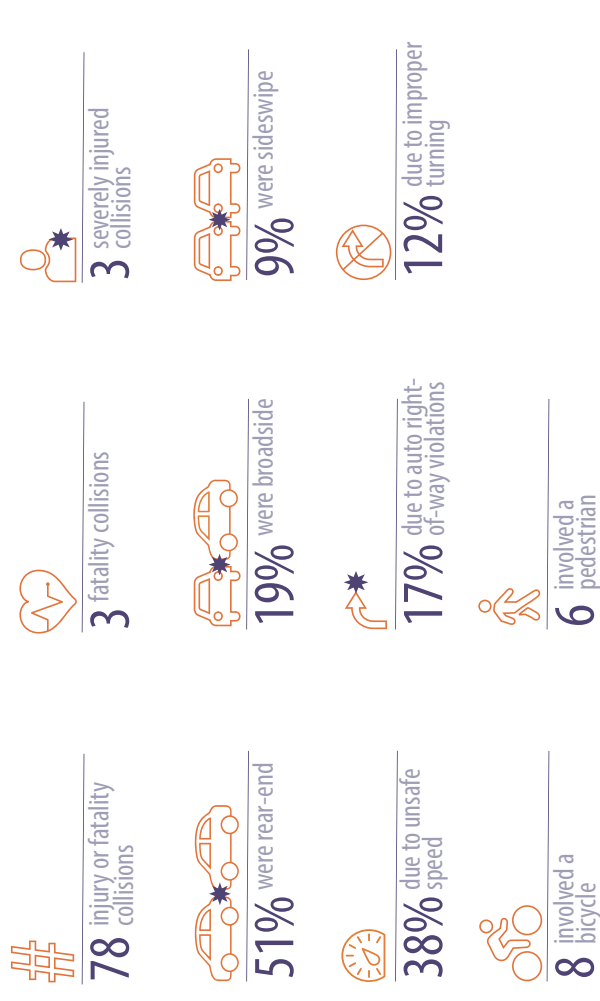 78 injury or fatality
collisions
3 fatality collisions
3 severely injured
collisions
51% were rear-end
19% were broadside
9% were sideswipe
38% due to unsafe
speed
17% due to auto right-
of-way violations
12% due to improper
turning
8 involved a
bicycle
6 involved a
pedestrian